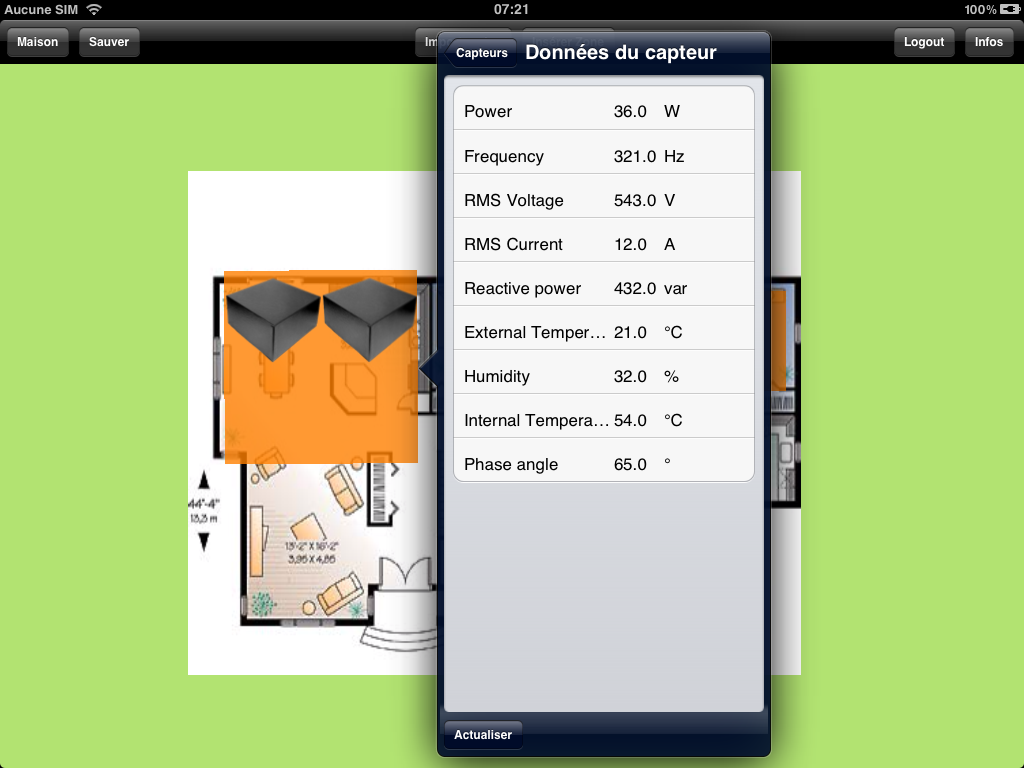 Aucune SIM 07:21 100%
Maison Sauver Logout Infos
Capteurs Données du capteur
Power 36.0 W
Frequency 321.0 Hz
RMS Voltage 543.0 V
RMS Current 12.0 A
Reactive power 432.0 var
External Temper… 21.0 °C
Humidity 32.0 %
Internal Tempera… 54.0 °C
Phase angle 65.0 °
44'-4"
13,3 m
13'-2" X 16'-2"
3,95 X 4,85
Actualiser